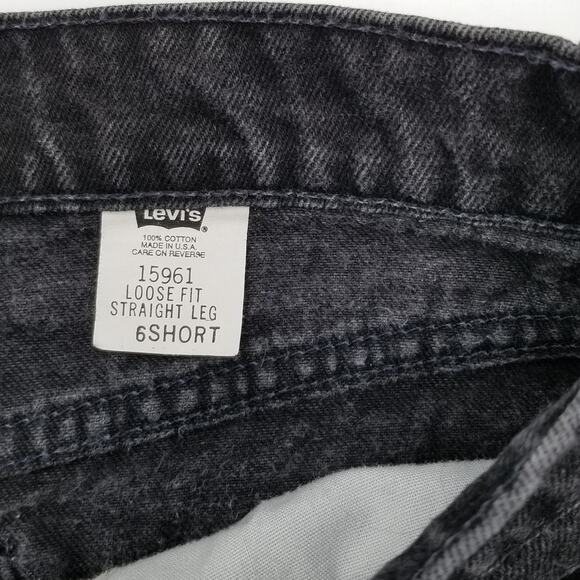 Levi's
®
100% COTTON
MADE IN U.S.A.
CARE ON REVERSE
15961
LOOSE FIT
STRAIGHT LEG
6SHORT